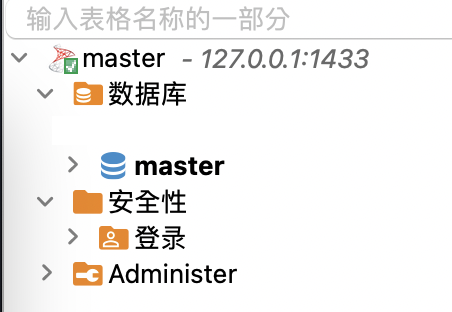 输入表格名称的一部分
master - 127.0.0.1:1433
数据库
master
安全性
登录
Administer